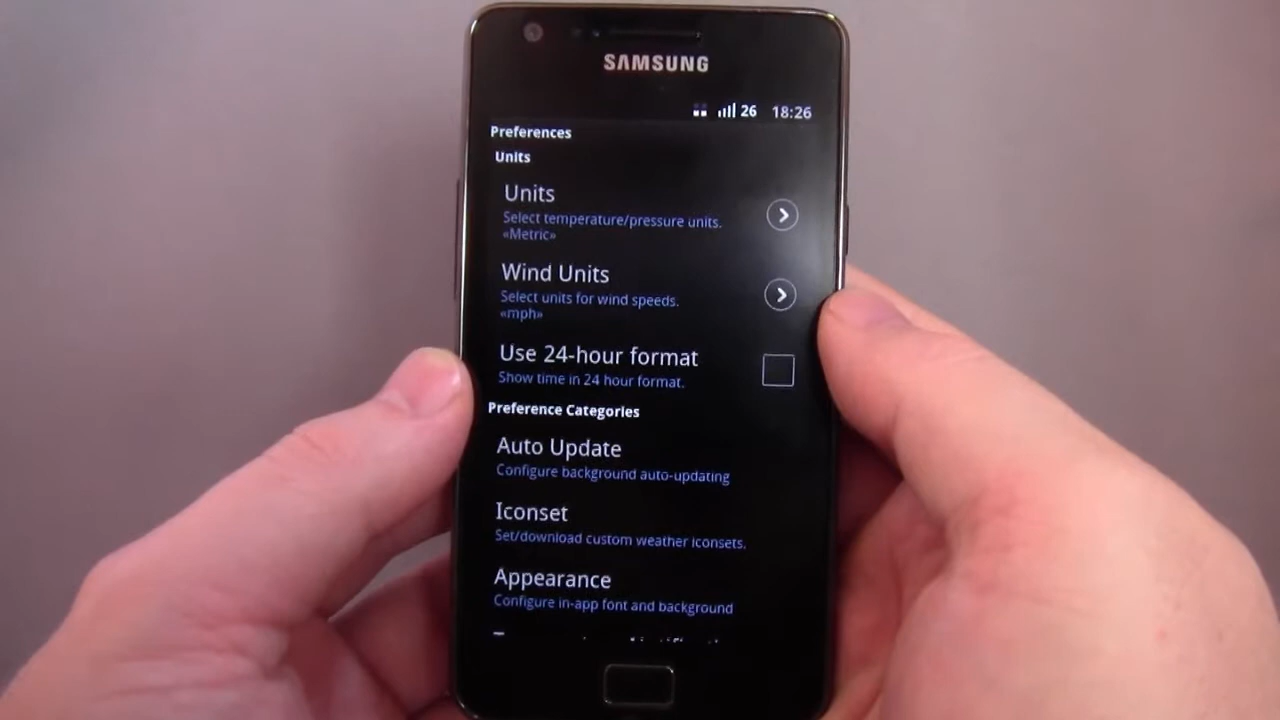 SAMSUNG
26 18:26
Preferences
Units
Units
Select temperature/pressure units.
«Metric»
Wind Units
Select units for wind speeds.
«mph»
Use 24-hour format
Show time in 24 hour format.
Preference Categories
Auto Update
Configure background auto-updating
Iconset
Set/download custom weather iconsets.
Appearance
Configure in-app font and background